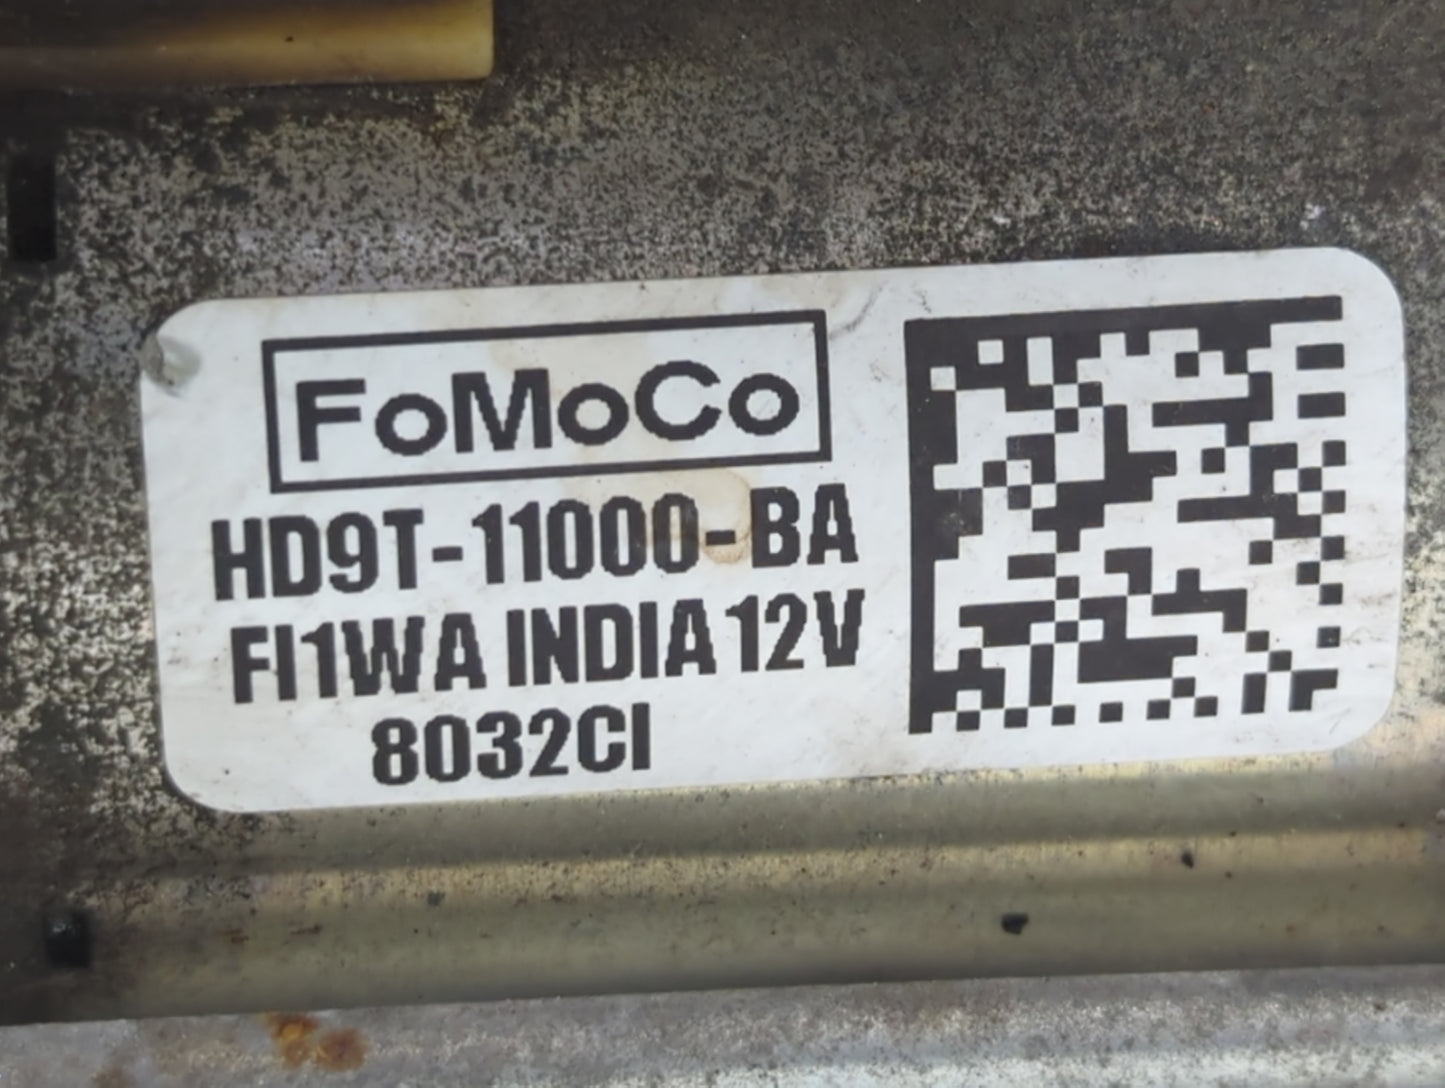 FoMoCo
HD9T-11000-BA
FI1WA INDIA 12V
8032CI